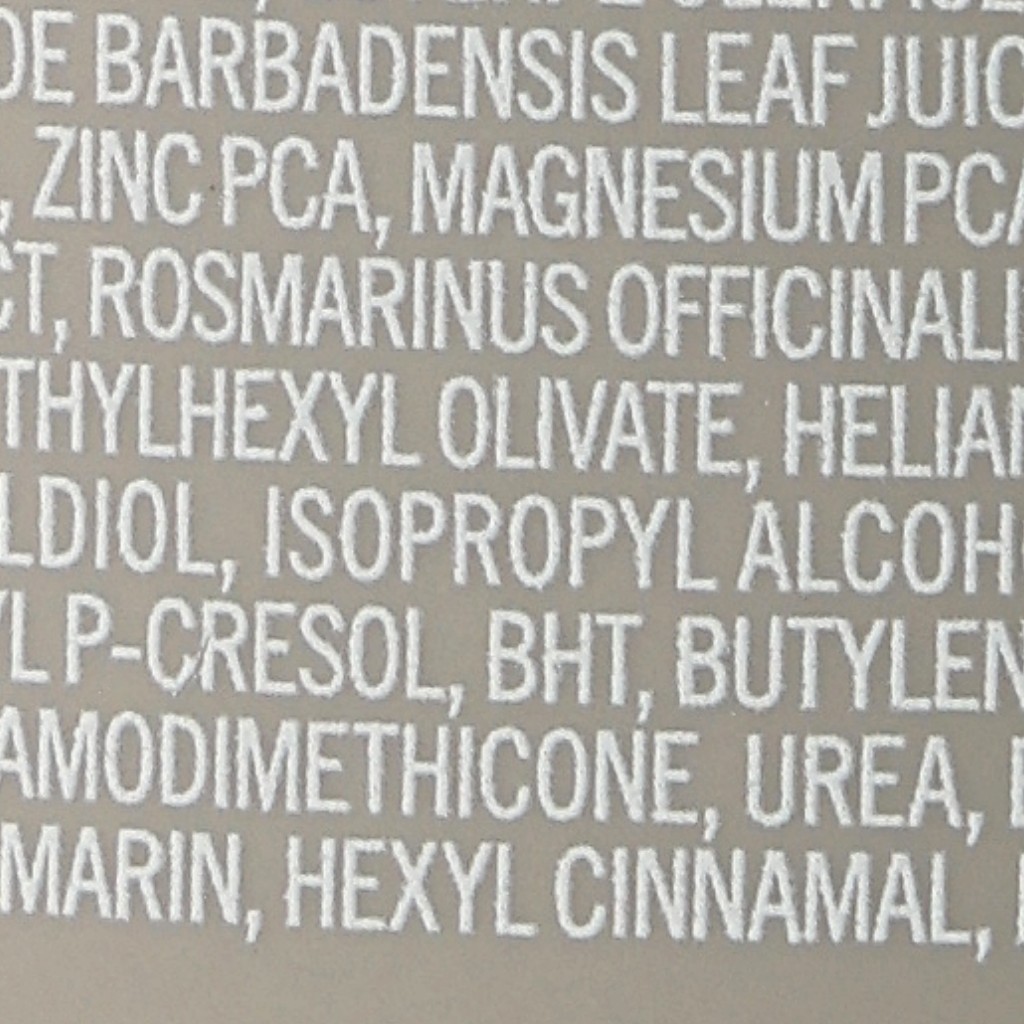 DE BARBADENSIS LEAF JUIC
, ZINC PCA, MAGNESIUM PCA
CT, ROSMARINUS OFFICINALI
THYLHEXYL OLIVATE, HELIAN
LDIOL, ISOPROPYL ALCOH
YL P-CRESOL, BHT, BUTYLEN
AMODIMETHICONE, UREA,
MARIN, HEXYL CINNAMAL,